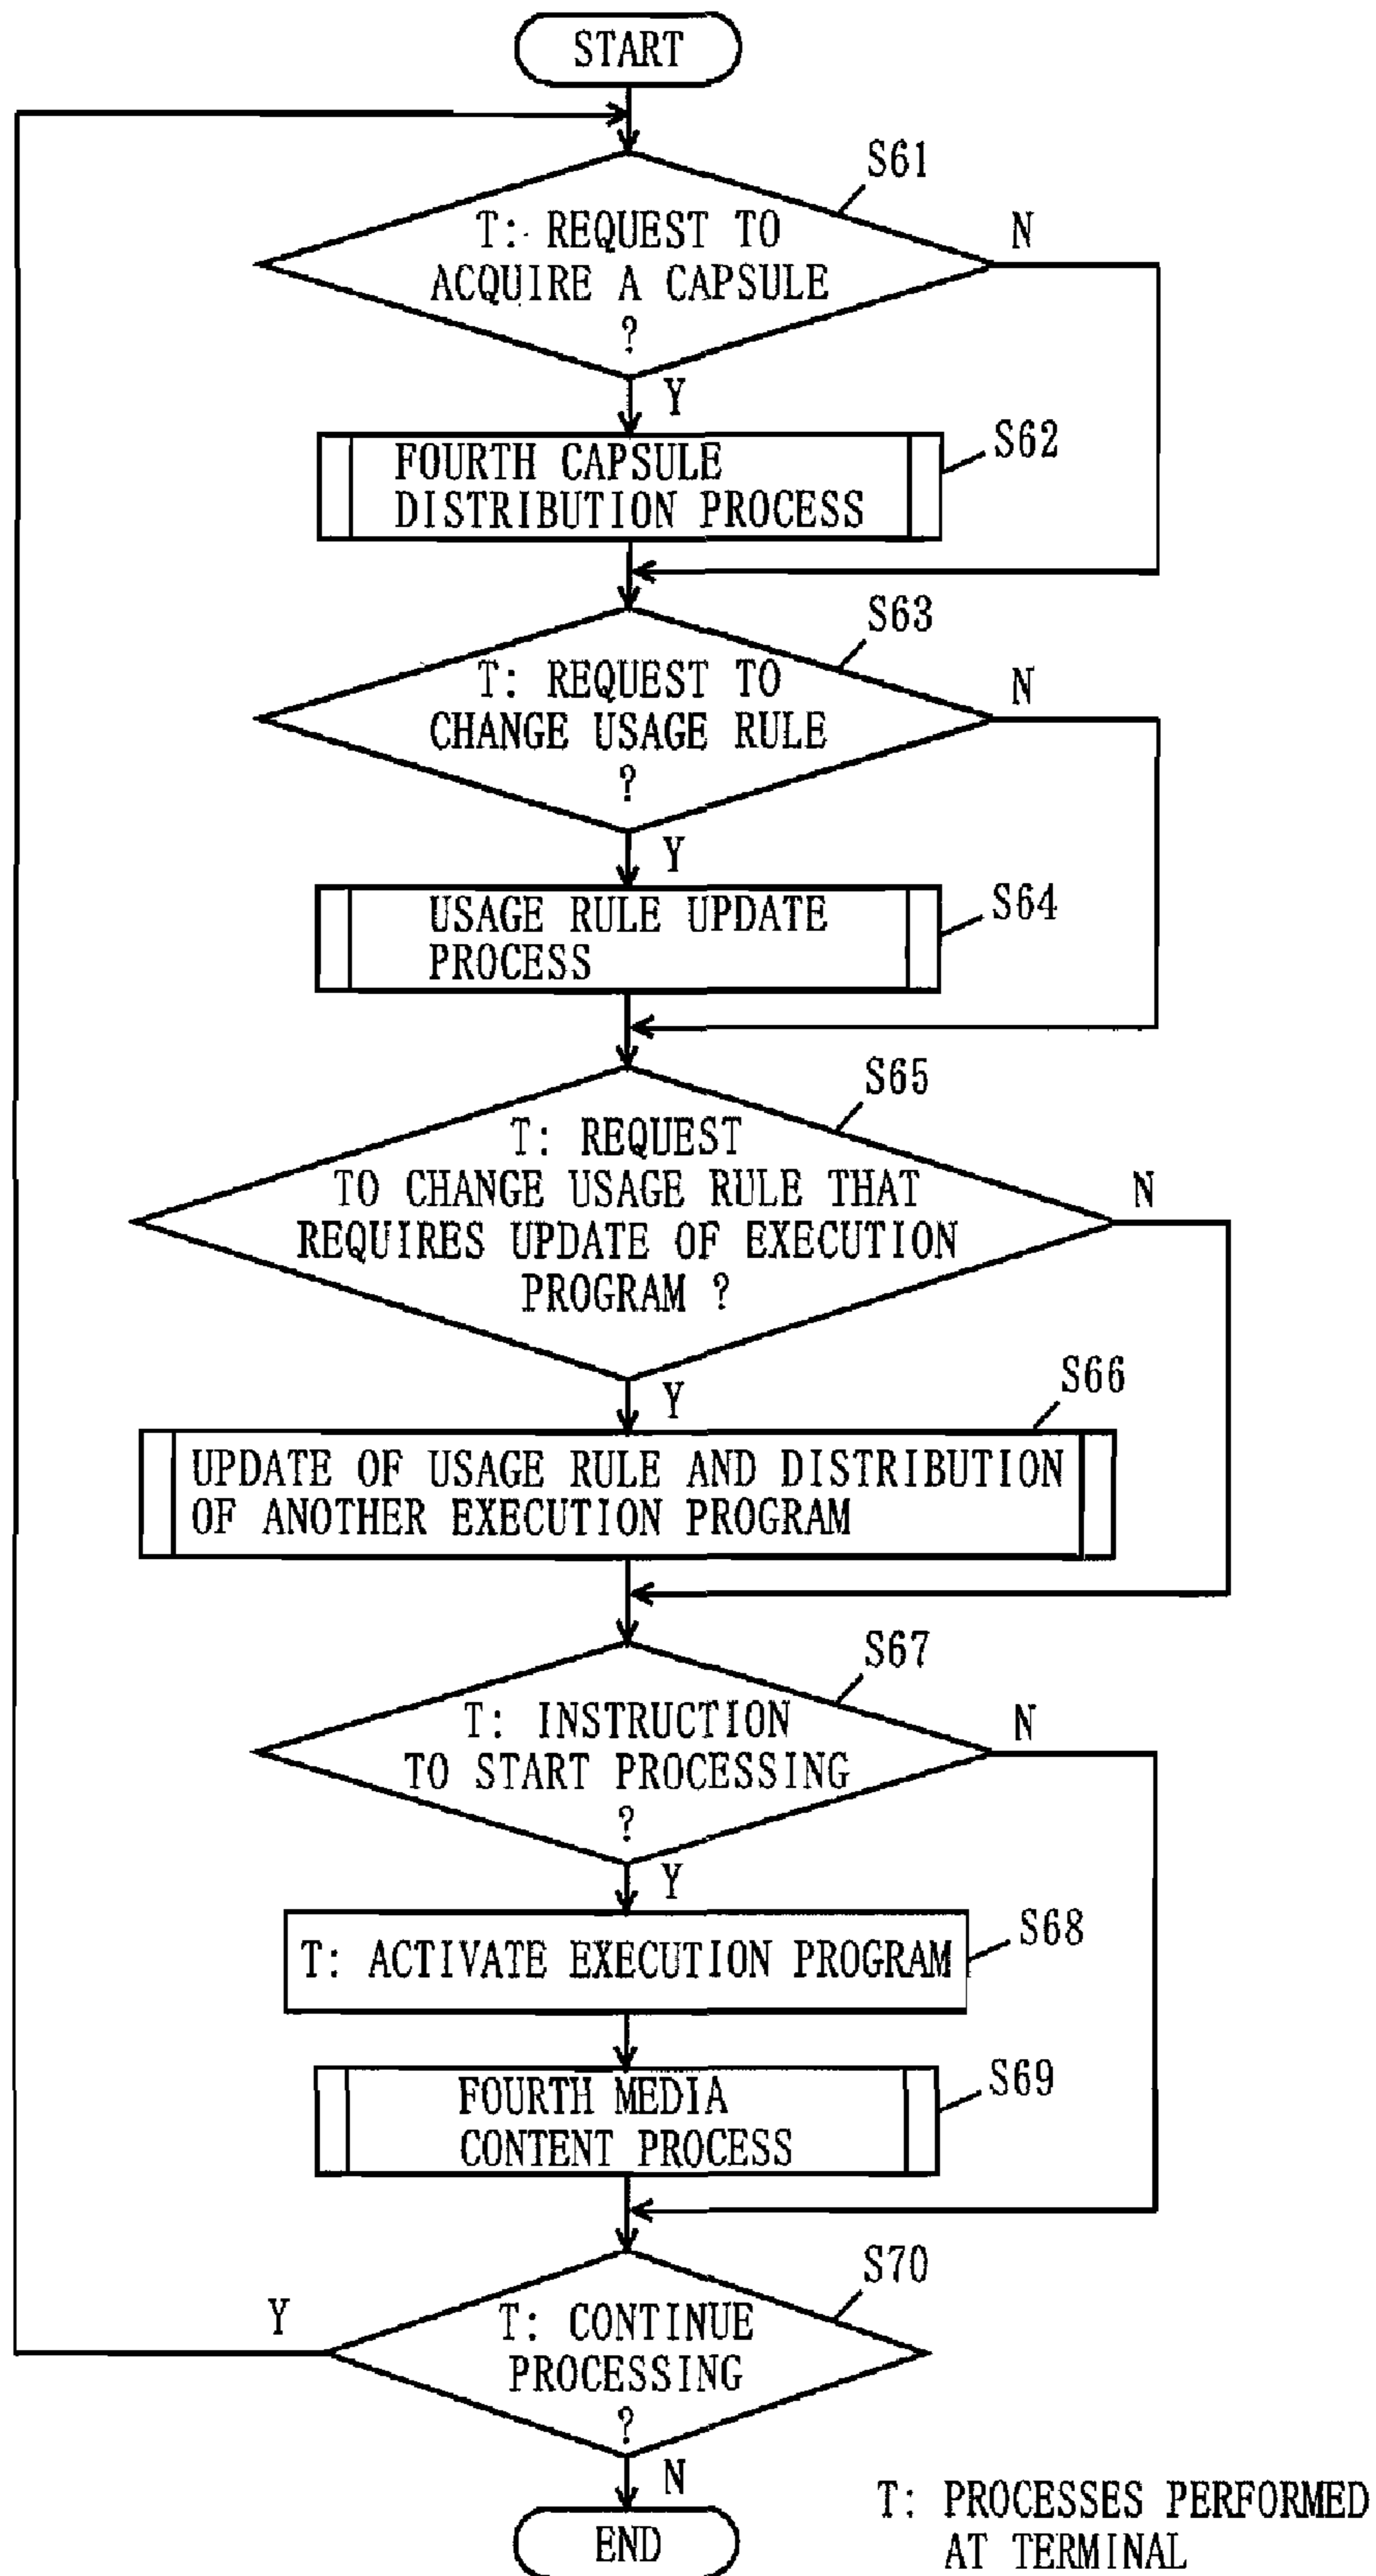 START
S61
T: REQUEST TO
N
ACQUIRE A CAPSULE
?
Y
S62
FOURTH CAPSULE
DISTRIBUTION PROCESS
S63
T: REQUEST TO
N
CHANGE USAGE RULE
?
Y
S64
USAGE RULE UPDATE
PROCESS
S65
T: REQUEST
TO CHANGE USAGE RULE THAT
N
REQUIRES UPDATE OF EXECUTION
PROGRAM ?
S66
Y
UPDATE OF USAGE RULE AND DISTRIBUTION
OF ANOTHER EXECUTION PROGRAM
S67
T: INSTRUCTION
N
TO START PROCESSING
?
Y
S68
T: ACTIVATE EXECUTION PROGRAM
S69
FOURTH MEDIA
CONTENT PROCESS
S70
Y
T: CONTINUE
PROCESSING
?
N
T: PROCESSES PERFORMED
AT TERMINAL
END